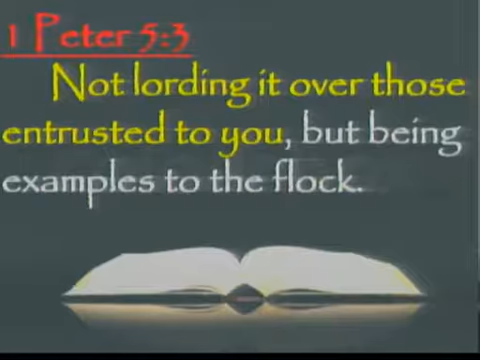 1 Peter 5:3
Not lording it over those
entrusted to you, but being
examples to the flock.